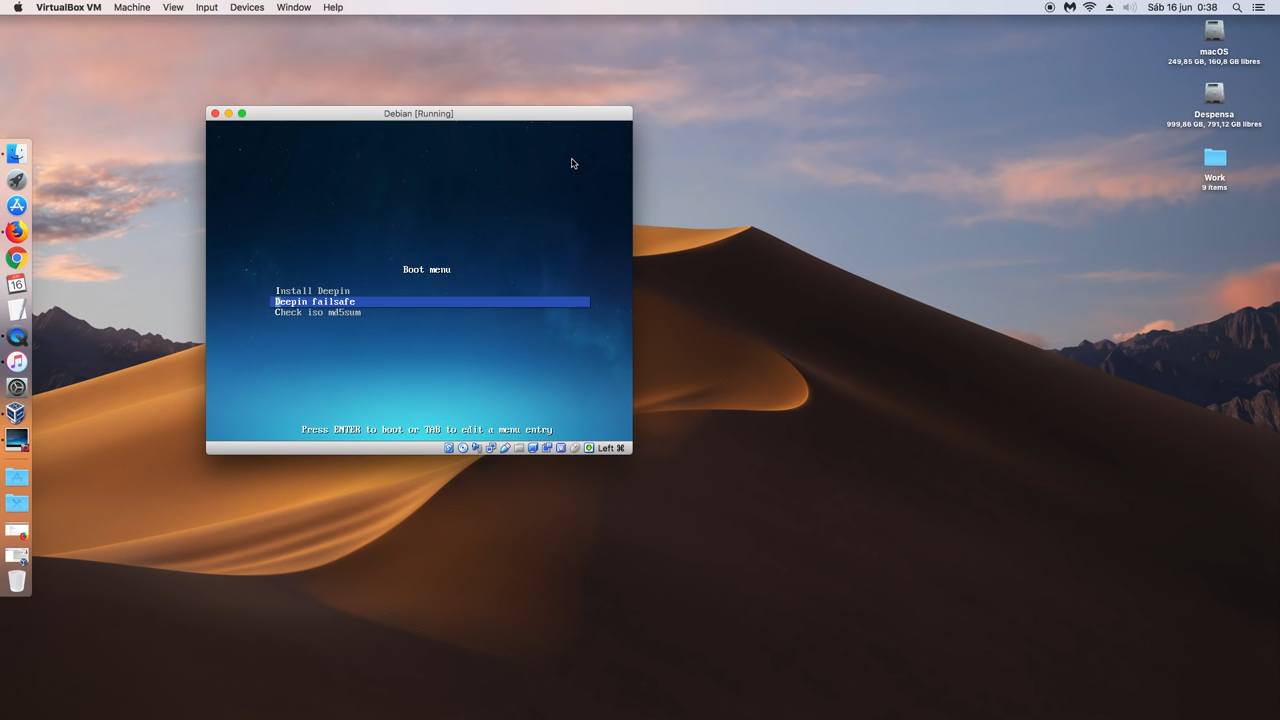 VirtualBox VM Machine View Input Devices Window Help Sáb 16 jun 0:38
macOS
249,85 GB, 160,8 GB libres
Despensa
999,86 GB, 791,12 GB libres
Work
9 ítems
Debian [Running]
Boot menu
Install Deepin
Deepin failsafe
Check iso md5sum
Press ENTER to boot or TAB to edit a menu entry
Left ⌘
16